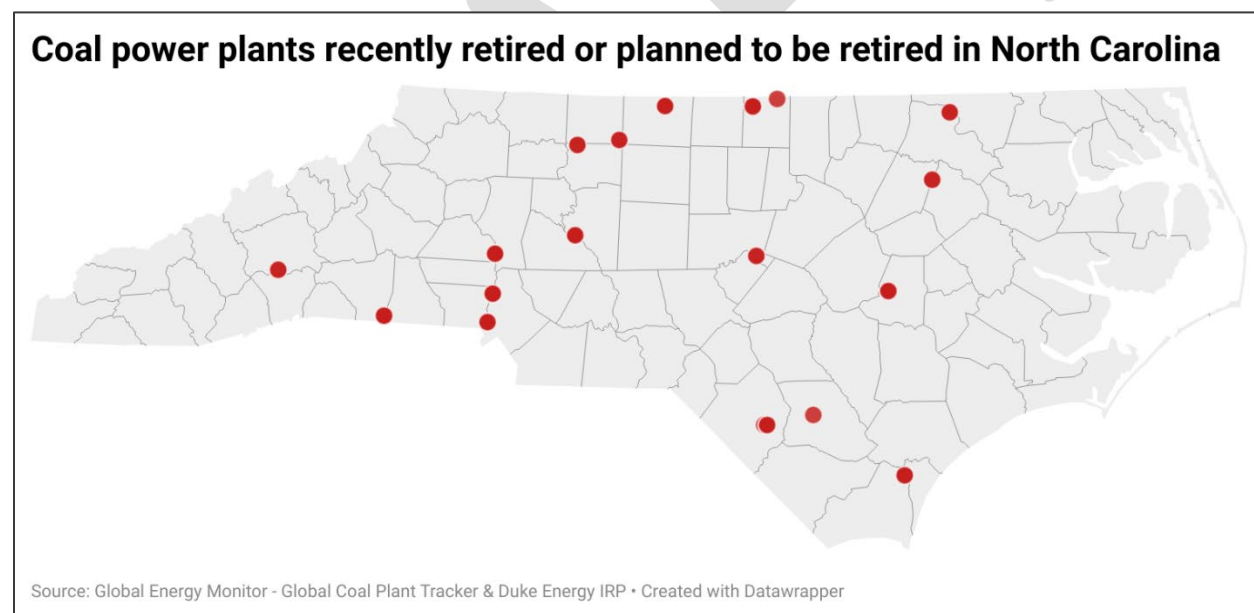 Coal power plants recently retired or planned to be retired in North Carolina
Source: Global Energy Monitor - Global Coal Plant Tracker & Duke Energy IRP • Created with Datawrapper